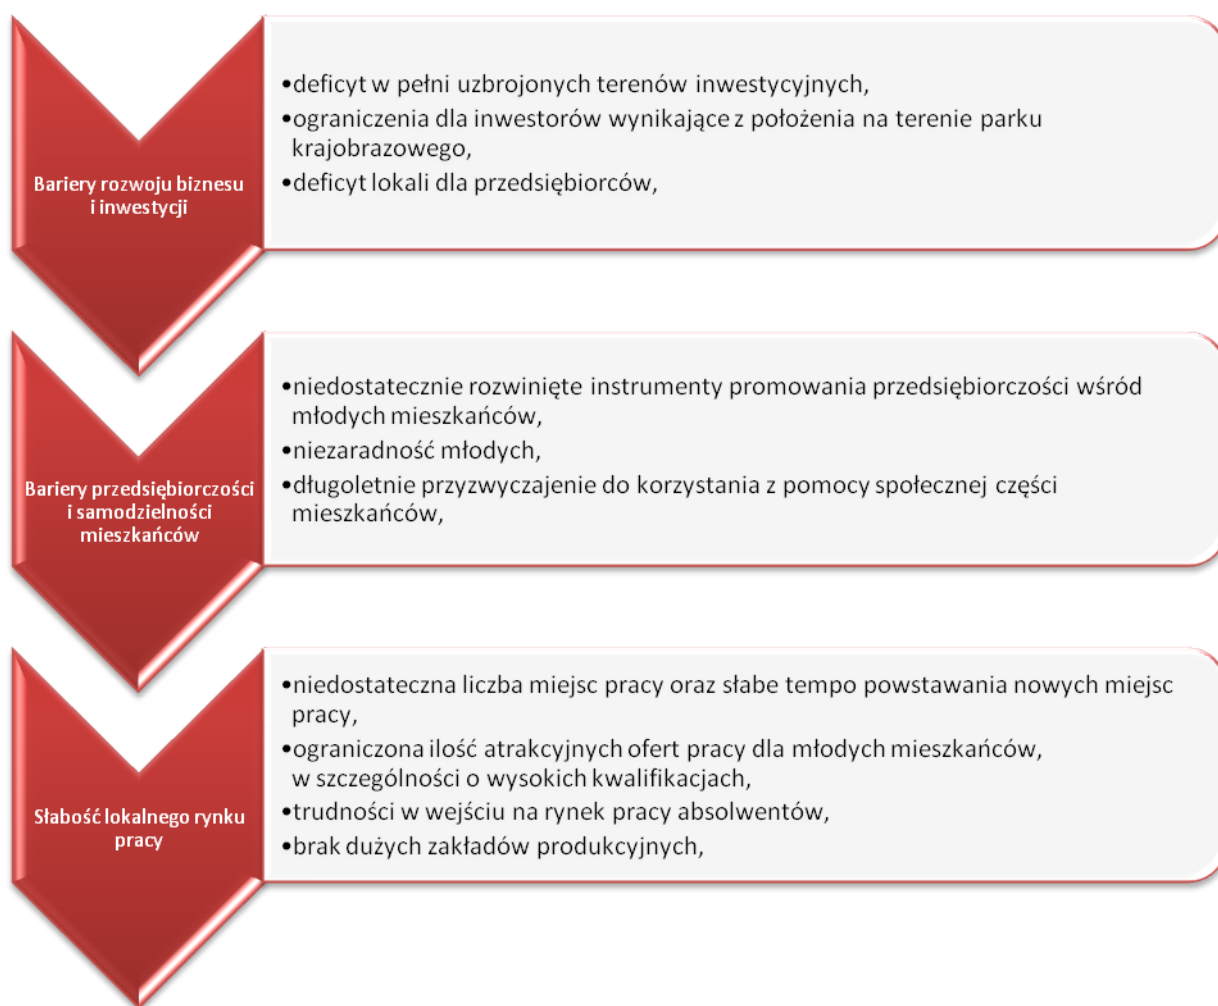 Bariery rozwoju biznesu
i inwestycji
•deficyt w pełni uzbrojonych terenów inwestycyjnych,
•ograniczenia dla inwestorów wynikające z położenia na terenie parku
krajobrazowego,
•deficyt lokali dla przedsiębiorców,
Bariery przedsiębiorczości
i samodzielności
mieszkańców
•niedostatecznie rozwinięte instrumenty promowania przedsiębiorczości wśród
młodych mieszkańców,
•niezaradność młodych,
•długoletnie przyzwyczajenie do korzystania z pomocy społecznej części
mieszkańców,
Słabość lokalnego rynku
pracy
•niedostateczna liczba miejsc pracy oraz słabe tempo powstawania nowych miejsc
pracy,
•ograniczona ilość atrakcyjnych ofert pracy dla młodych mieszkańców,
w szczególności o wysokich kwalifikacjach,
•trudności w wejściu na rynek pracy absolwentów,
•brak dużych zakładów produkcyjnych,